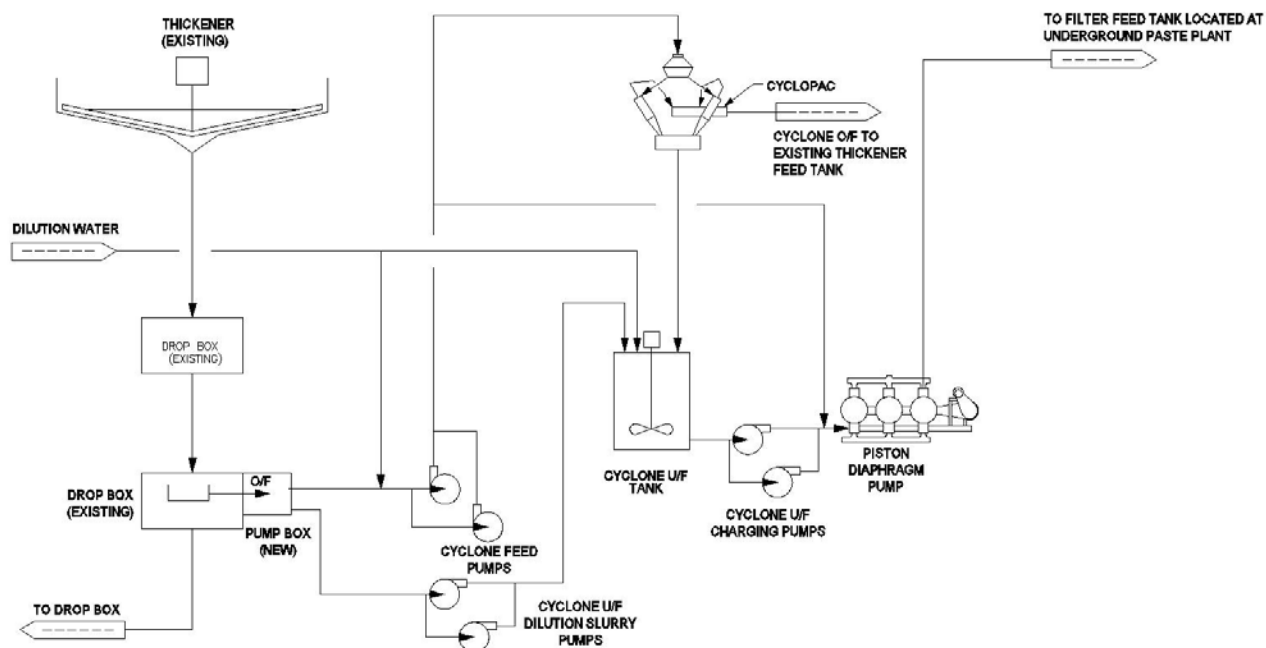 THICKENER
(EXISTING)
TO FILTER FEED TANK LOCATED AT
UNDERGROUND PASTE PLANT
CYCLOPAC
CYCLONE O/F TO
EXISTING THICKENER
FEED TANK
DILUTION WATER
DROP BOX
(EXISTING)
DROP BOX
(EXISTING)
O/F
PUMP BOX
(NEW)
CYCLONE FEED
PUMPS
CYCLONE U/F
TANK
CYCLONE U/F
CHARGING PUMPS
PISTON
DIAPHRAGM
PUMP
TO DROP BOX
CYCLONE U/F
DILUTION SLURRY
PUMPS